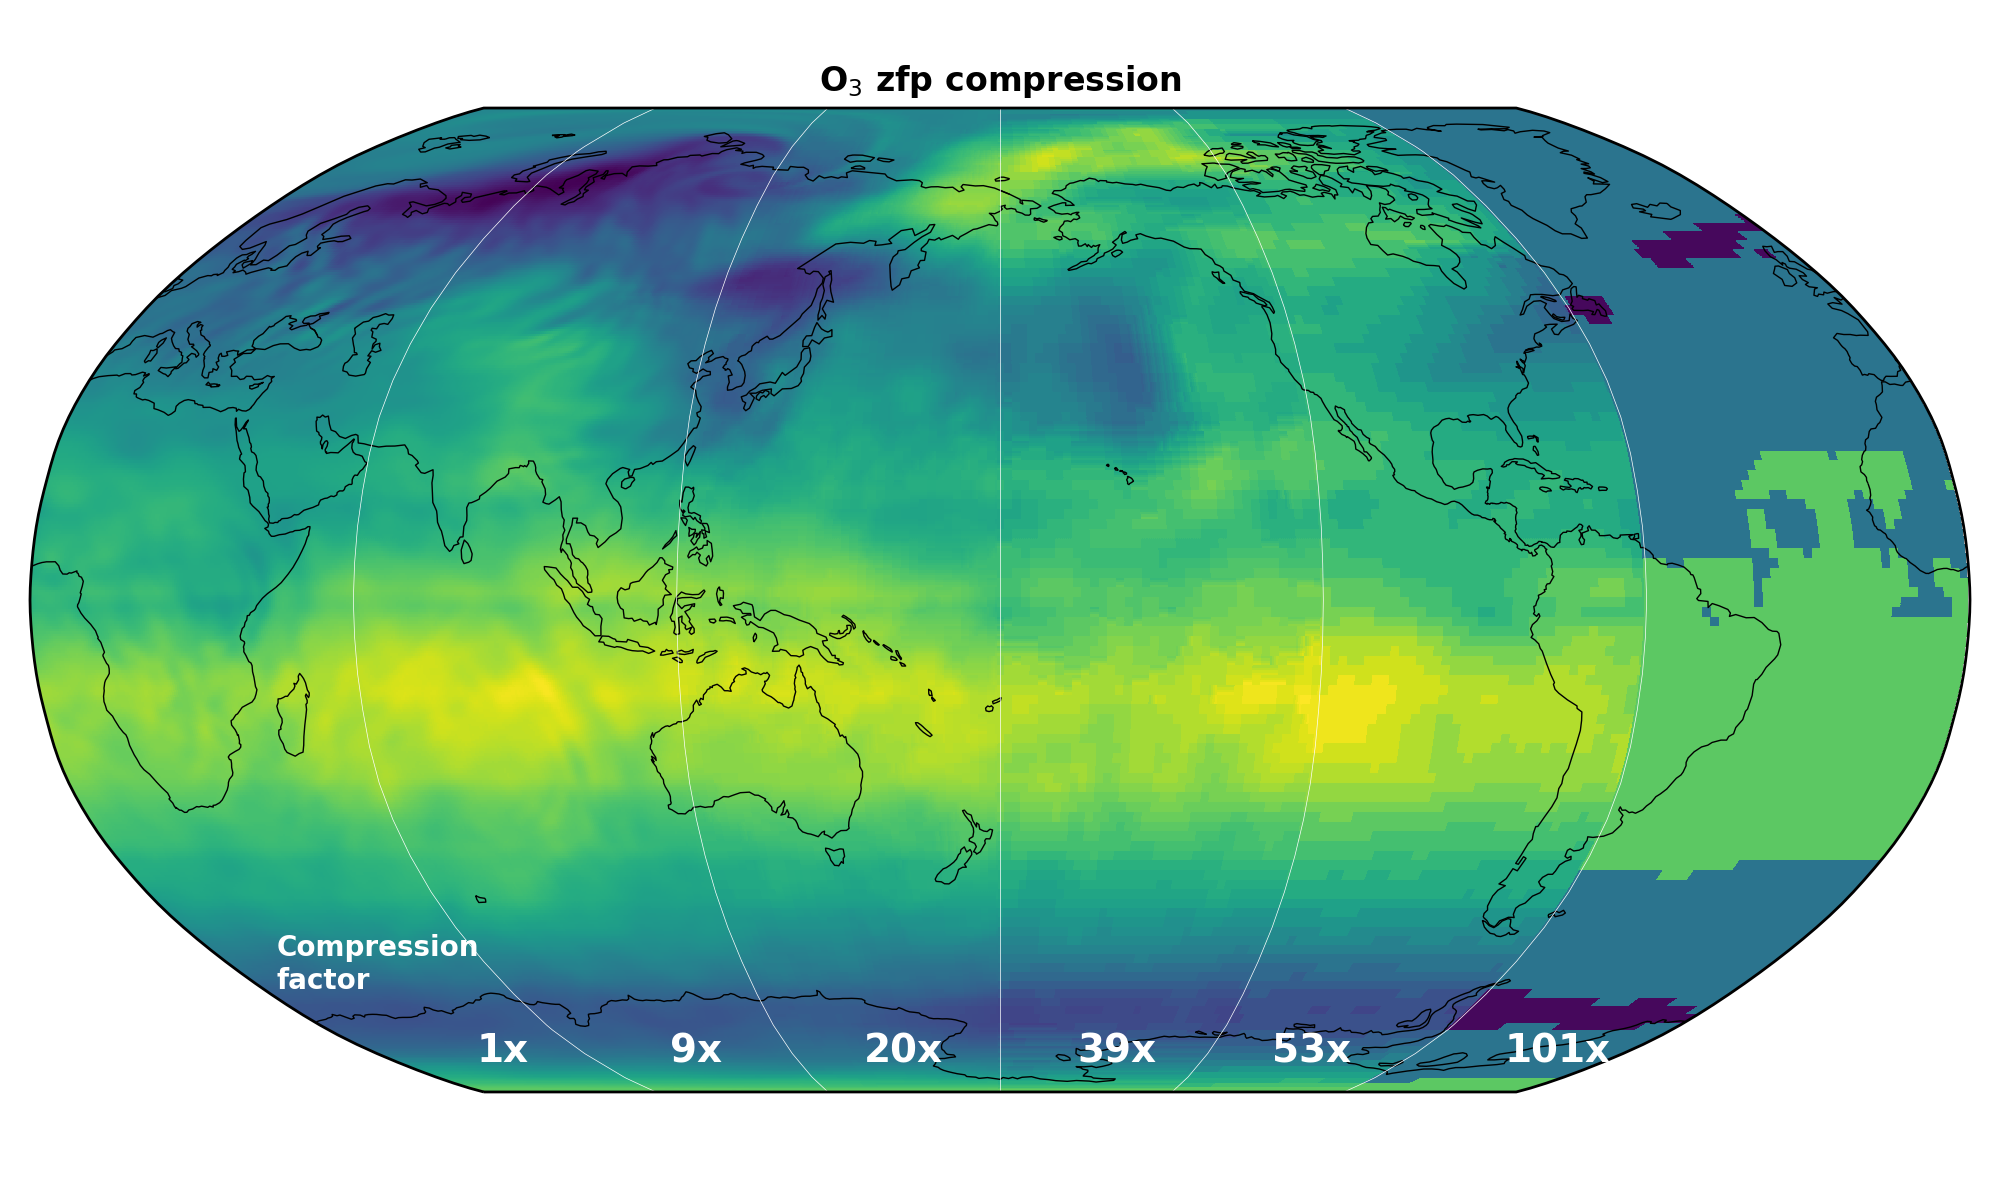 O₃ zfp compression
Compression
factor
1x 9x 20x 39x 53x 101x